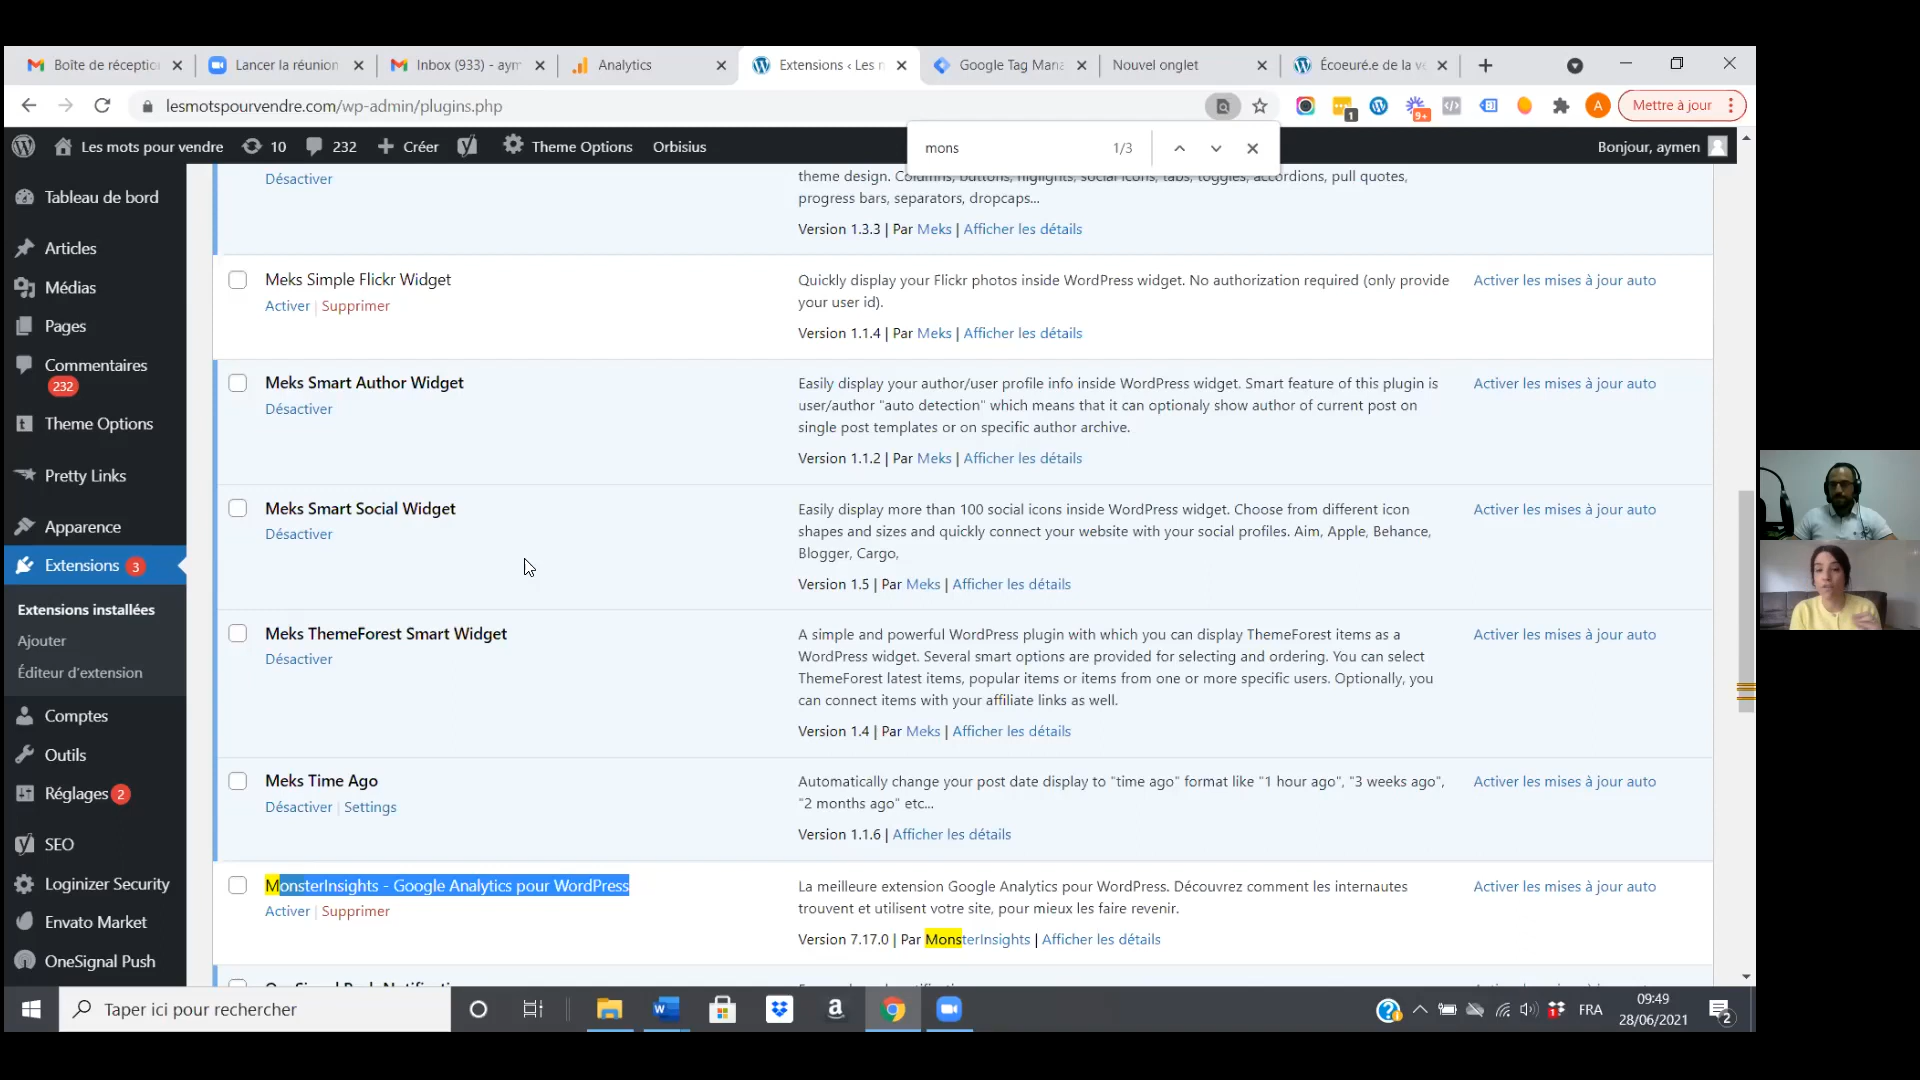 Boîte de réceptio
Lancer la réunion
Inbox (933) - aym
Analytics
Extensions ‹ Les m
Google Tag Mana
Nouvel onglet
Écoeuré.e de la ve
lesmotspourvendre.com/wp-admin/plugins.php
1
9+
A
Mettre à jour
Les mots pour vendre
10
232
Créer
Theme Options
Orbisius
mons
1/3
Bonjour, aymen
Tableau de bord
Articles
Médias
Pages
Commentaires
232
Theme Options
Pretty Links
Apparence
Extensions 3
Extensions installées
Ajouter
Éditeur d'extension
Comptes
Outils
Réglages 2
SEO
Loginizer Security
Envato Market
OneSignal Push
Désactiver
theme design. Columns, buttons, higlights, social icons, tabs, toggles, accordions, pull quotes,
progress bars, separators, dropcaps...
Version 1.3.3 | Par Meks | Afficher les détails
Meks Simple Flickr Widget
Activer | Supprimer
Quickly display your Flickr photos inside WordPress widget. No authorization required (only provide
your user id).
Version 1.1.4 | Par Meks | Afficher les détails
Activer les mises à jour auto
Meks Smart Author Widget
Désactiver
Easily display your author/user profile info inside WordPress widget. Smart feature of this plugin is
user/author "auto detection" which means that it can optionaly show author of current post on
single post templates or on specific author archive.
Version 1.1.2 | Par Meks | Afficher les détails
Activer les mises à jour auto
Meks Smart Social Widget
Désactiver
Easily display more than 100 social icons inside WordPress widget. Choose from different icon
shapes and sizes and quickly connect your website with your social profiles. Aim, Apple, Behance,
Blogger, Cargo,
Version 1.5 | Par Meks | Afficher les détails
Activer les mises à jour auto
Meks ThemeForest Smart Widget
Désactiver
A simple and powerful WordPress plugin with which you can display ThemeForest items as a
WordPress widget. Several smart options are provided for selecting and ordering. You can select
ThemeForest latest items, popular items or items from one or more specific users. Optionally, you
can connect items with your affiliate links as well.
Version 1.4 | Par Meks | Afficher les détails
Activer les mises à jour auto
Meks Time Ago
Désactiver | Settings
Automatically change your post date display to "time ago" format like "1 hour ago", "3 weeks ago",
"2 months ago" etc...
Version 1.1.6 | Afficher les détails
Activer les mises à jour auto
MonsterInsights - Google Analytics pour WordPress
Activer | Supprimer
La meilleure extension Google Analytics pour WordPress. Découvrez comment les internautes
trouvent et utilisent votre site, pour mieux les faire revenir.
Version 7.17.0 | Par MonsterInsights | Afficher les détails
Activer les mises à jour auto
Taper ici pour rechercher
FRA
09:49
28/06/2021
2